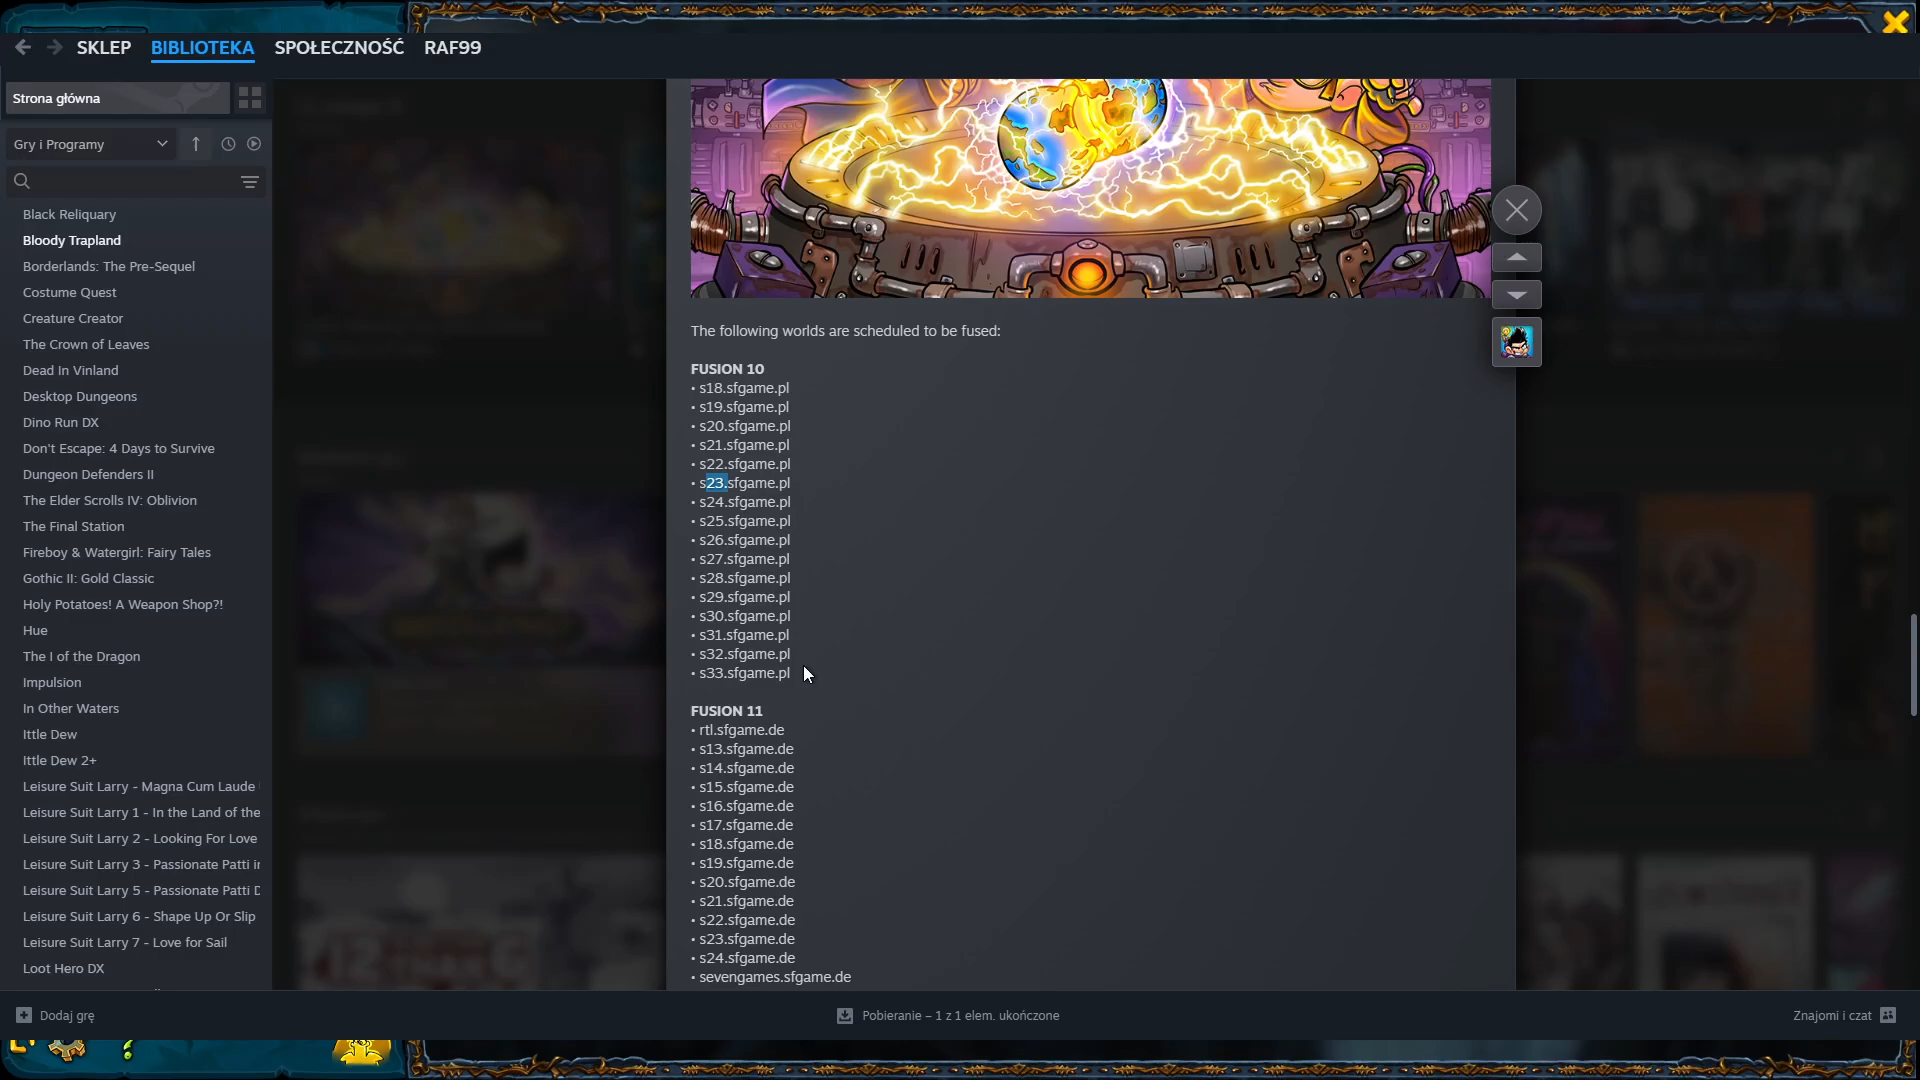 SKLEP BIBLIOTEKA SPOŁECZNOŚĆ RAF99
Strona główna
Gry i Programy
Black Reliquary
Bloody Trapland
Borderlands: The Pre-Sequel
Costume Quest
Creature Creator
The Crown of Leaves
Dead In Vinland
Desktop Dungeons
Dino Run DX
Don't Escape: 4 Days to Survive
Dungeon Defenders II
The Elder Scrolls IV: Oblivion
The Final Station
Fireboy & Watergirl: Fairy Tales
Gothic II: Gold Classic
Holy Potatoes! A Weapon Shop?!
Hue
The I of the Dragon
Impulsion
In Other Waters
Ittle Dew
Ittle Dew 2+
Leisure Suit Larry - Magna Cum Laude
Leisure Suit Larry 1 - In the Land of the
Leisure Suit Larry 2 - Looking For Love
Leisure Suit Larry 3 - Passionate Patti in
Leisure Suit Larry 5 - Passionate Patti D
Leisure Suit Larry 6 - Shape Up Or Slip
Leisure Suit Larry 7 - Love for Sail
Loot Hero DX
The following worlds are scheduled to be fused:
FUSION 10
• s18.sfgame.pl
• s19.sfgame.pl
• s20.sfgame.pl
• s21.sfgame.pl
• s22.sfgame.pl
• s23.sfgame.pl
• s24.sfgame.pl
• s25.sfgame.pl
• s26.sfgame.pl
• s27.sfgame.pl
• s28.sfgame.pl
• s29.sfgame.pl
• s30.sfgame.pl
• s31.sfgame.pl
• s32.sfgame.pl
• s33.sfgame.pl
FUSION 11
• rtl.sfgame.de
• s13.sfgame.de
• s14.sfgame.de
• s15.sfgame.de
• s16.sfgame.de
• s17.sfgame.de
• s18.sfgame.de
• s19.sfgame.de
• s20.sfgame.de
• s21.sfgame.de
• s22.sfgame.de
• s23.sfgame.de
• s24.sfgame.de
• sevengames.sfgame.de
Dodaj grę
Pobieranie – 1 z 1 elem. ukończone
Znajomi i czat